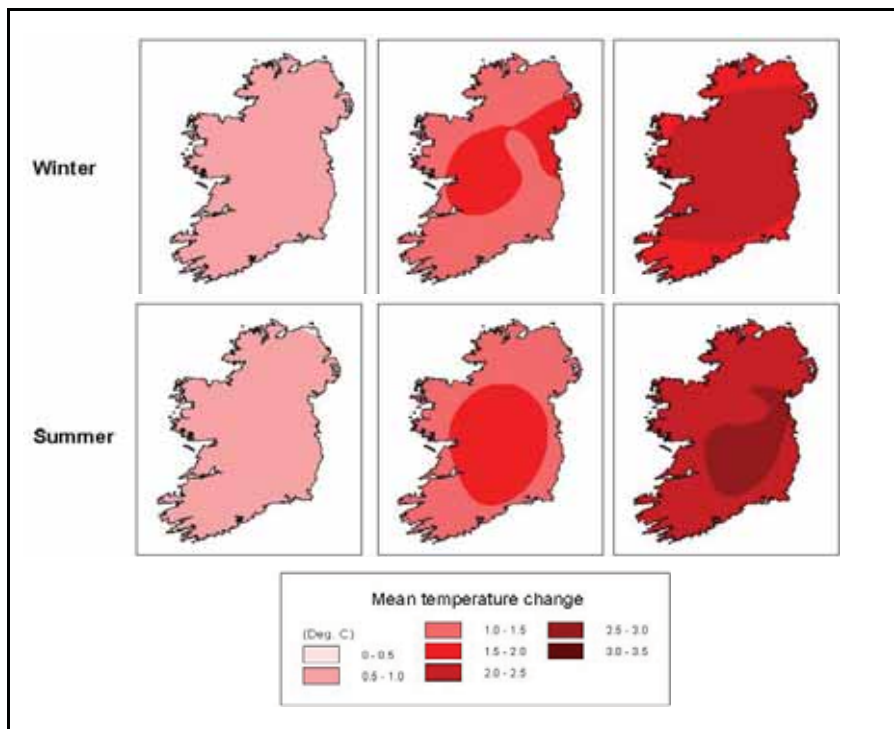 Winter
Summer
Mean temperature change
(Deg. C)
0 - 0.5
0.5 - 1.0
1.0 - 1.5
1.5 - 2.0
2.0 - 2.5
2.5 - 3.0
3.0 - 3.5